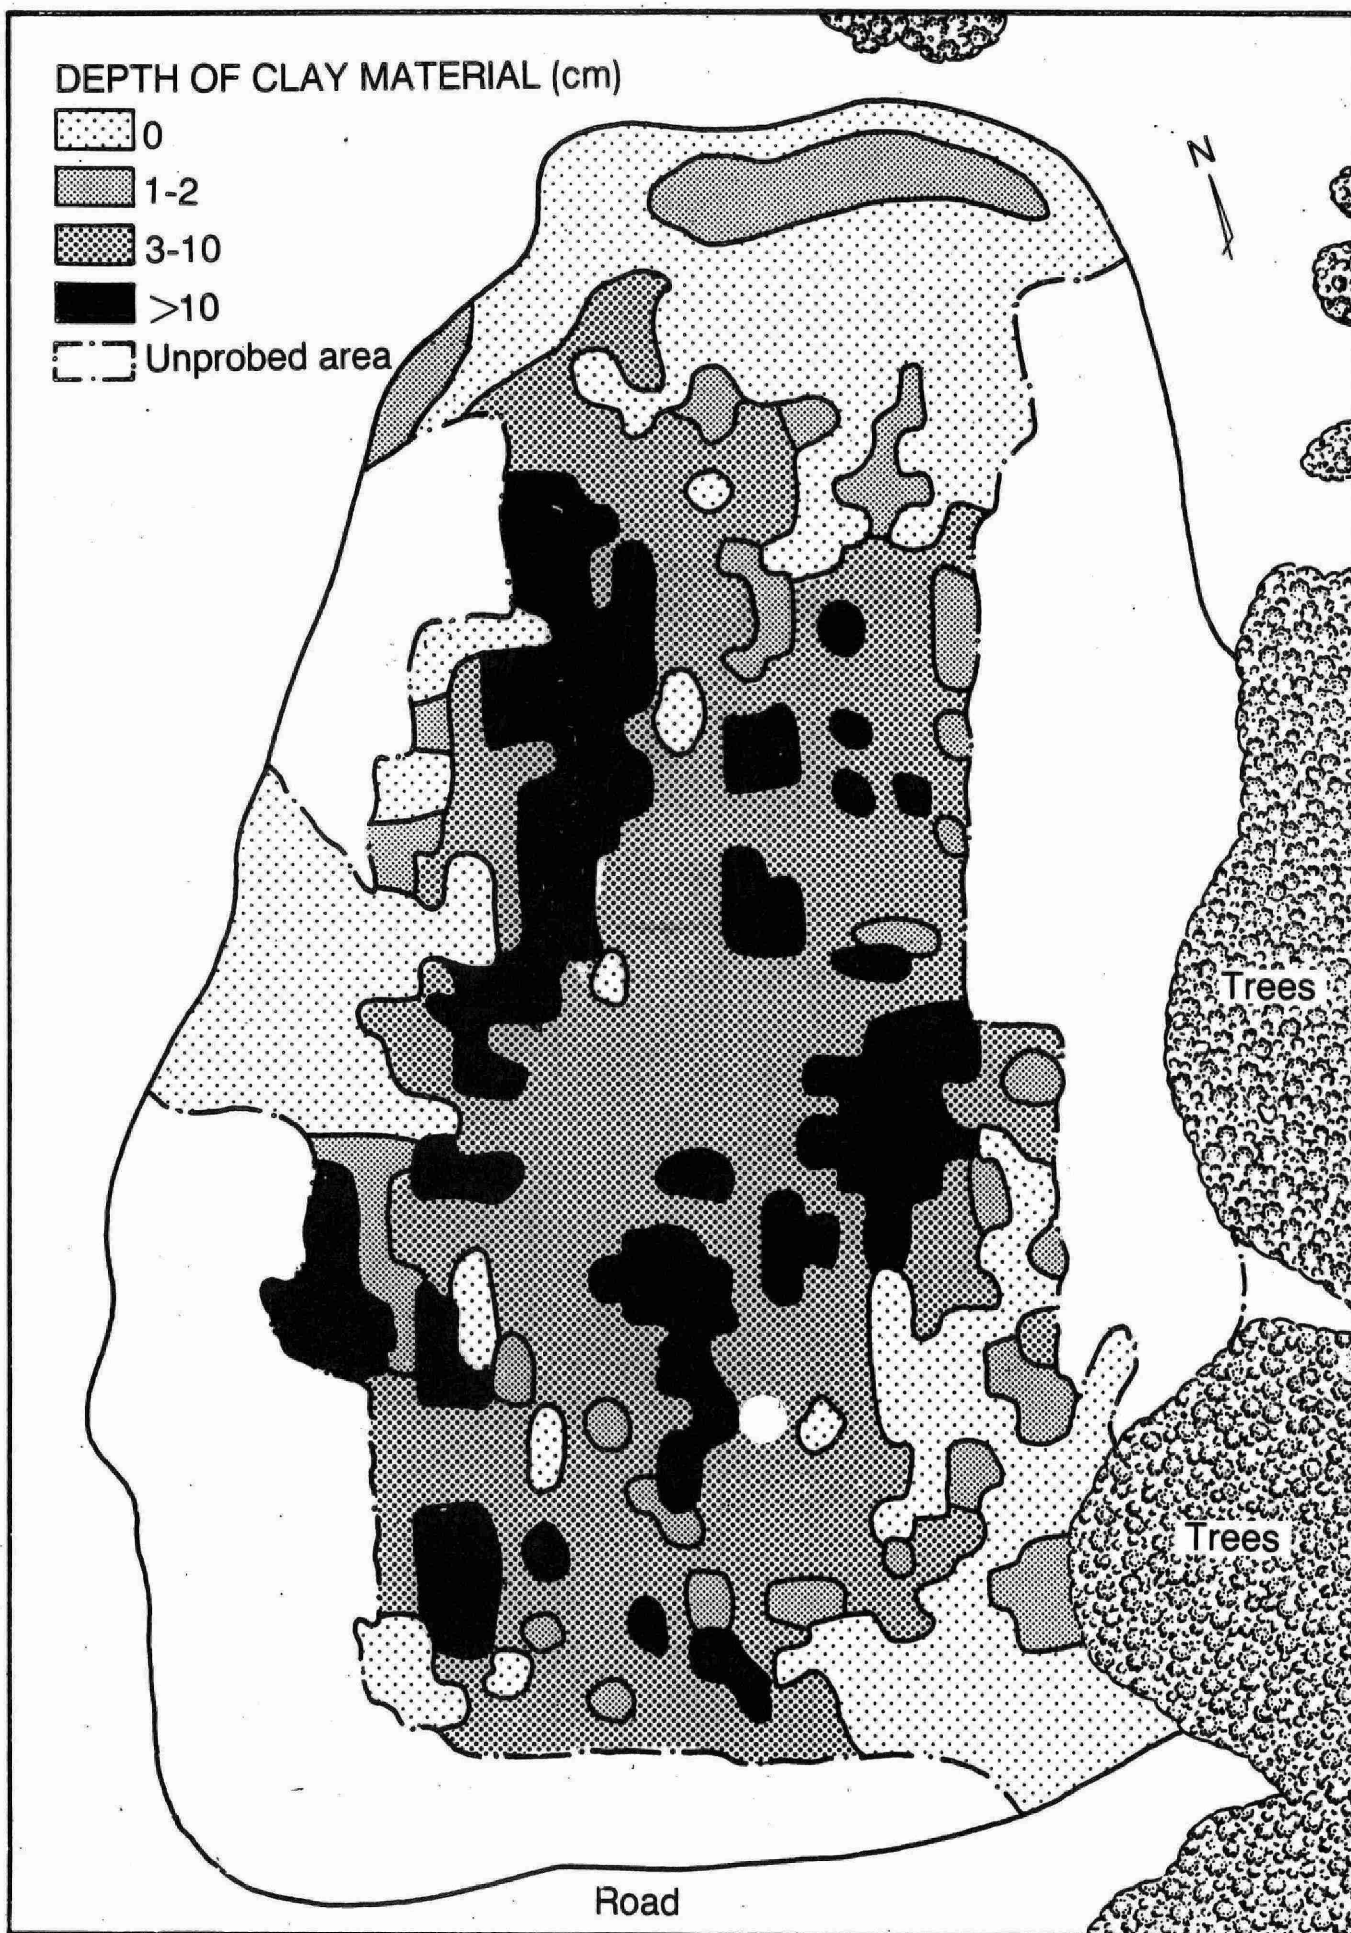 DEPTH OF CLAY MATERIAL (cm)
0
1-2
3-10
>10
Unprobed area
N
Trees
Trees
Road